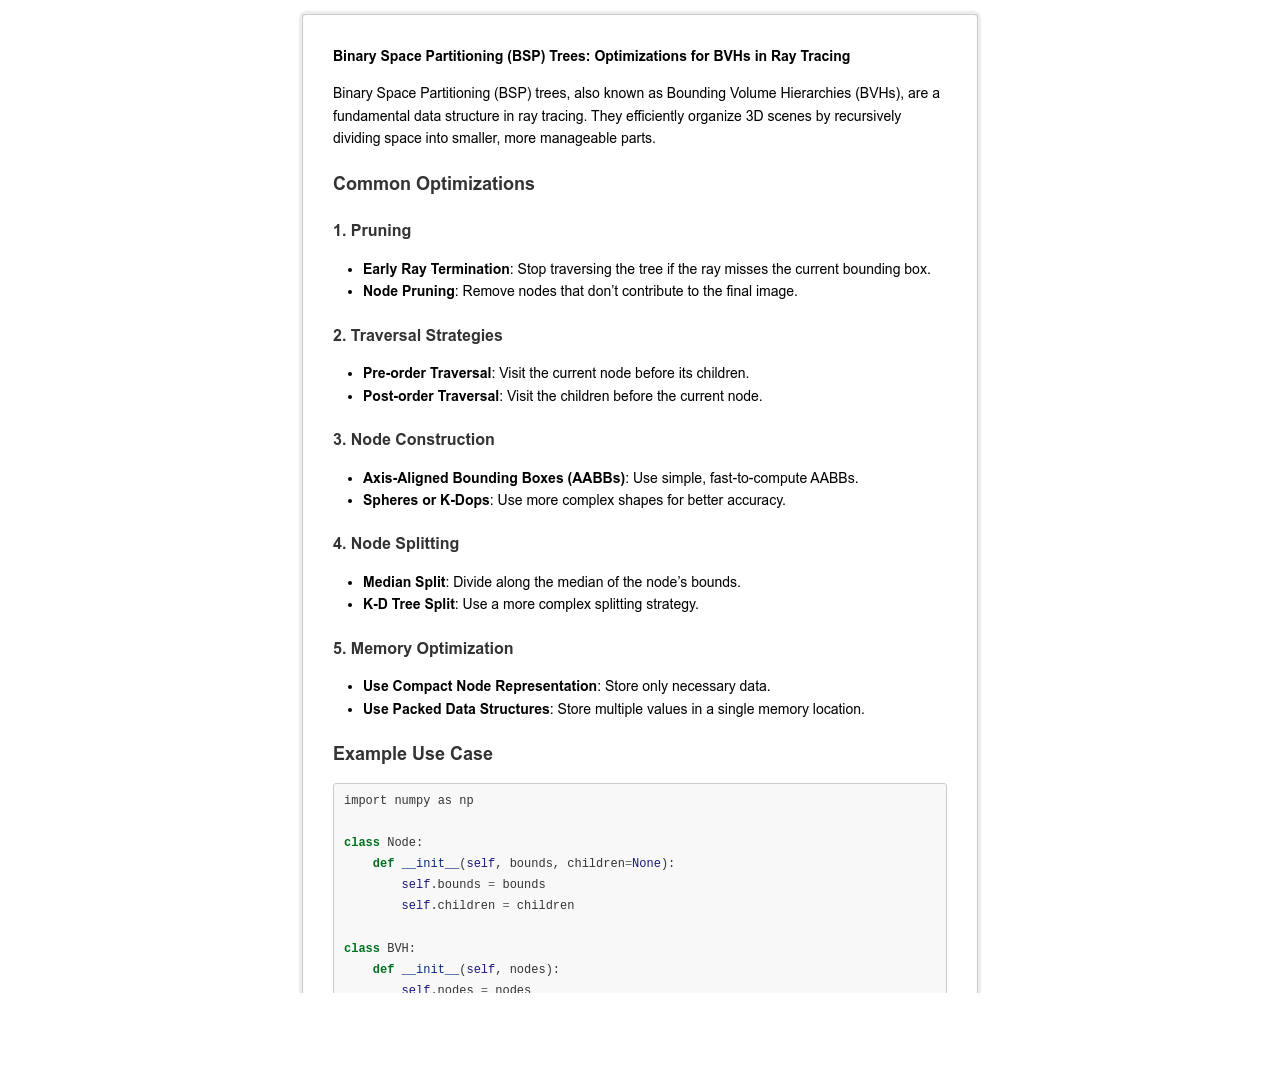 Binary Space Partitioning (BSP) Trees: Optimizations for BVHs in Ray Tracing
Binary Space Partitioning (BSP) trees, also known as Bounding Volume Hierarchies (BVHs), are a
fundamental data structure in ray tracing. They efficiently organize 3D scenes by recursively
dividing space into smaller, more manageable parts.
Common Optimizations
1. Pruning
• Early Ray Termination: Stop traversing the tree if the ray misses the current bounding box.
• Node Pruning: Remove nodes that don’t contribute to the final image.
2. Traversal Strategies
• Pre-order Traversal: Visit the current node before its children.
• Post-order Traversal: Visit the children before the current node.
3. Node Construction
• Axis-Aligned Bounding Boxes (AABBs): Use simple, fast-to-compute AABBs.
• Spheres or K-Dops: Use more complex shapes for better accuracy.
4. Node Splitting
• Median Split: Divide along the median of the node’s bounds.
• K-D Tree Split: Use a more complex splitting strategy.
5. Memory Optimization
• Use Compact Node Representation: Store only necessary data.
• Use Packed Data Structures: Store multiple values in a single memory location.
Example Use Case
import numpy as np
class Node:
    def __init__(self, bounds, children=None):
        self.bounds = bounds
        self.children = children
class BVH:
    def __init__(self, nodes):
        self.nodes = nodes